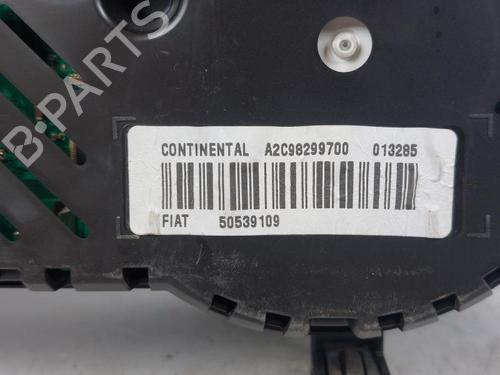 B-PARTS
CONTINENTAL A2C98299700 013285
FIAT 50539109